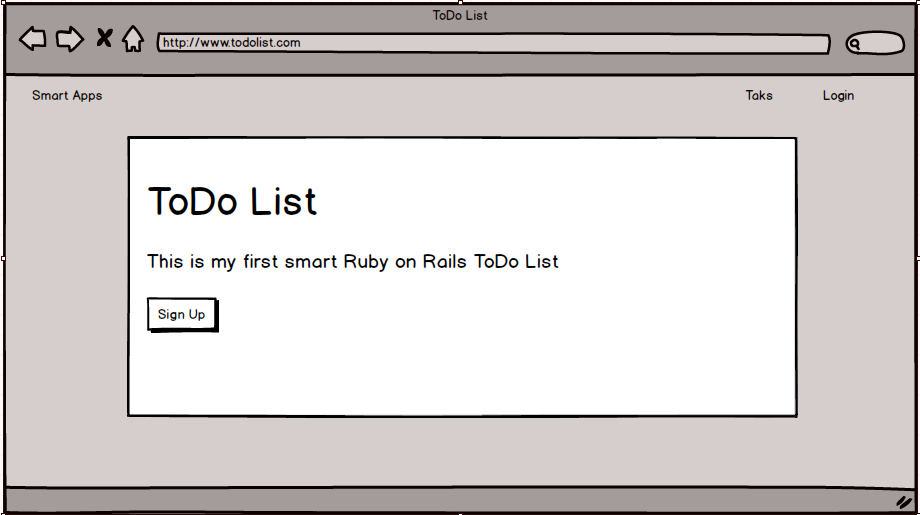 ToDo List
http://www.todolist.com
Smart Apps Taks Login
ToDo List
This is my first smart Ruby on Rails ToDo List
Sign Up